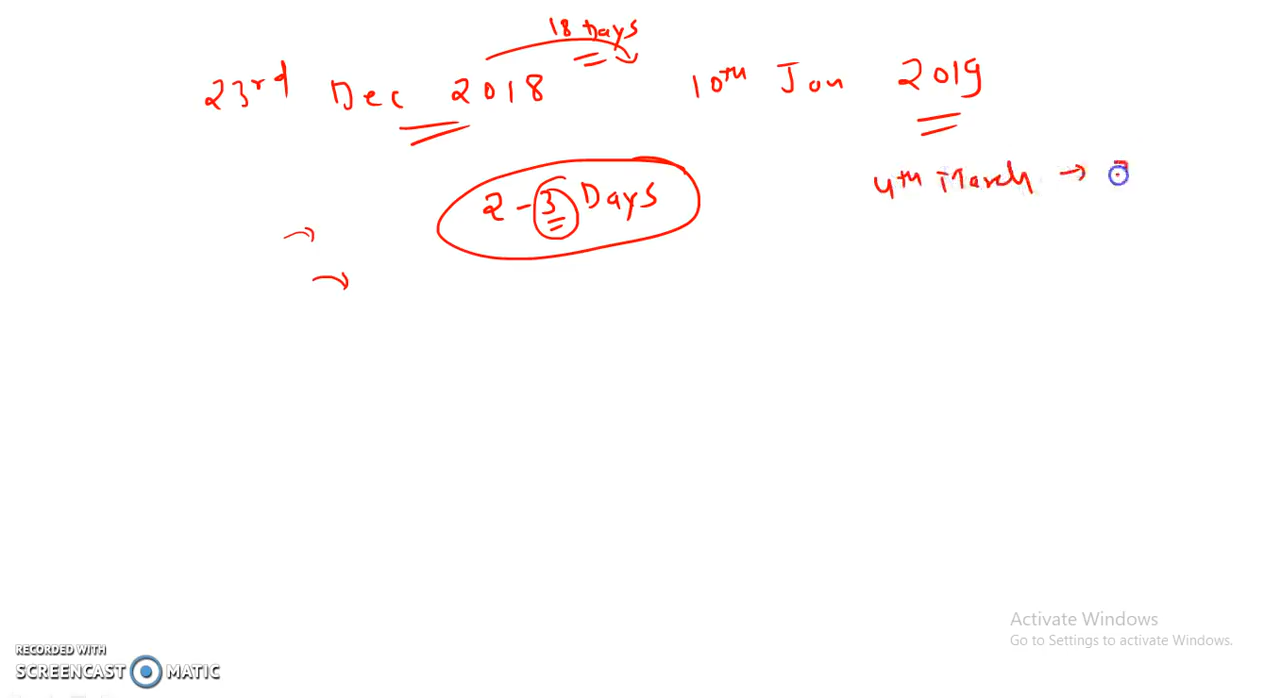 18 Days
23rd Dec 2018 10th Jan 2019
4th March →
2-3 Days
Activate Windows
Go to Settings to activate Windows.
RECORDED WITH
SCREENCAST MATIC